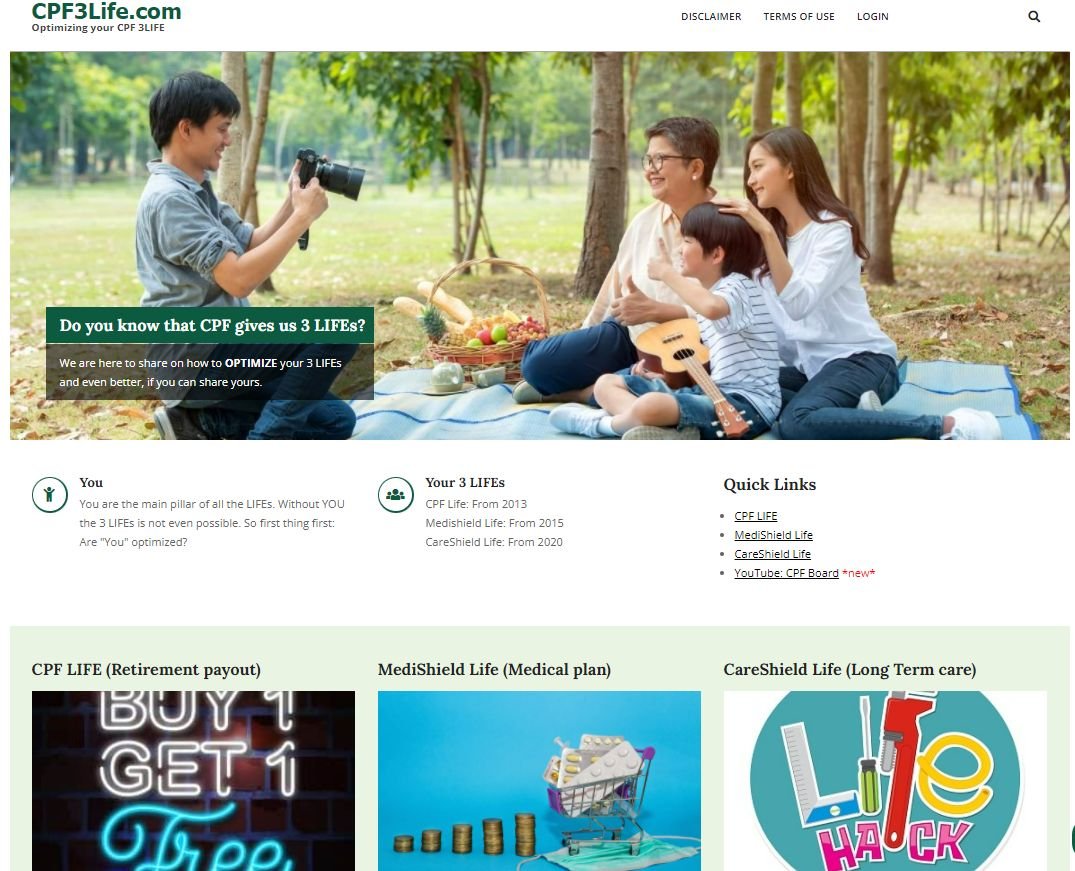 CPF3Life.com
Optimizing your CPF 3LIFE
DISCLAIMER
TERMS OF USE
LOGIN
Do you know that CPF gives us 3 LIFEs?
We are here to share on how to OPTIMIZE your 3 LIFEs
and even better, if you can share yours.
You
You are the main pillar of all the LIFEs. Without YOU
the 3 LIFEs is not even possible. So first thing first:
Are "You" optimized?
Your 3 LIFEs
CPF Life: From 2013
Medishield Life: From 2015
CareShield Life: From 2020
Quick Links
CPF LIFE
MediShield Life
CareShield Life
YouTube: CPF Board *new*
CPF LIFE (Retirement payout)
BUY 1
GET 1
Free
MediShield Life (Medical plan)
CareShield Life (Long Term care)
Life
HACK